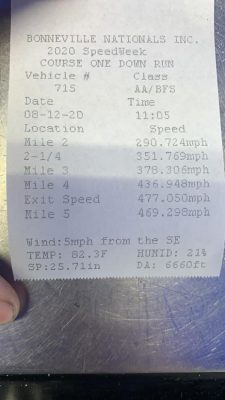 BONNEVILLE NATIONALS INC.
2020 SpeedWeek
COURSE ONE DOWN RUN
Vehicle # Class
715 AA/BFS
Date Time
08-12-20 11:05
Location Speed
Mile 2 290.724mph
2-1/4 351.769mph
Mile 3 378.306mph
Mile 4 436.948mph
Exit Speed 477.050mph
Mile 5 469.298mph
Wind:5mph from the SE
TEMP: 82.3F HUMID: 21%
SP:25.71in DA: 6660ft